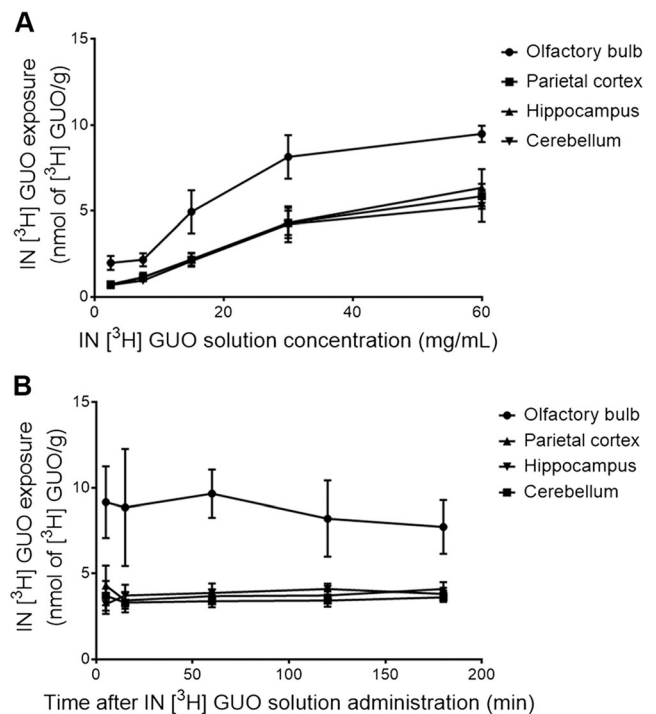 A
IN [³H] GUO exposure
(nmol of [³H] GUO/g)
15
10
5
0
0 20 40 60
IN [³H] GUO solution concentration (mg/mL)
Olfactory bulb
Parietal cortex
Hippocampus
Cerebellum
B
IN [³H] GUO exposure
(nmol of [³H] GUO/g)
15
10
5
0
0 50 100 150 200
Time after IN [³H] GUO solution administration (min)
Olfactory bulb
Parietal cortex
Hippocampus
Cerebellum